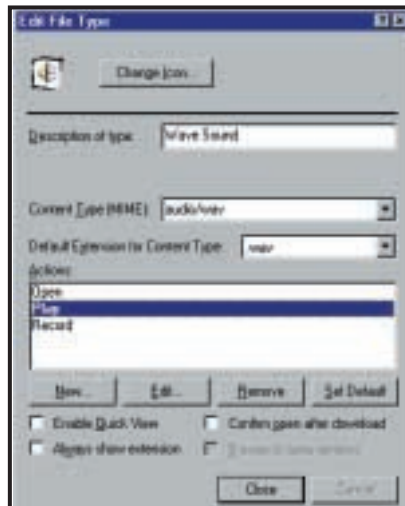 Edit File Type
Change Icon...
Description of type: Wave Sound
Content Type (MIME): audio/wav
Default Extension for Content Type: .wav
Actions:
Open
Play
Record
New... Edit... Remove Set Default
Enable Quick View Confirm open after download
Always show extension
Close Cancel